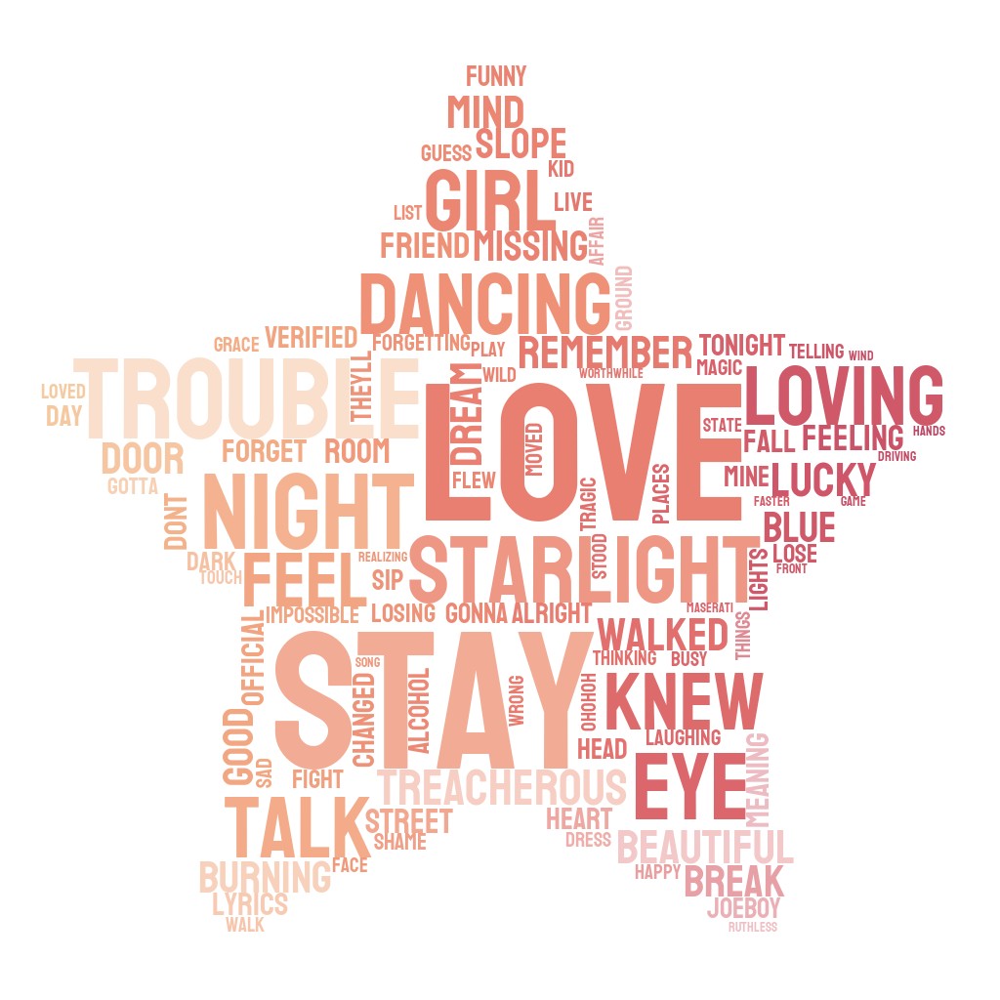 FUNNY
MIND
SLOPE
GUESS
KID
GIRL
LIVE
LIST
FRIEND
MISSING
AFFAIR
DANCING
GROUND
GRACE
VERIFIED
FORGETTING
PLAY
REMEMBER
TONIGHT
TELLING
WIND
TROUBLE
THEYLL
DREAM
WILD
WORTHWHILE
MAGIC
LOVING
LOVED
DAY
LOVE
MOVED
STATE
FALL
FEELING
HANDS
DOOR
FORGET
ROOM
DRIVING
GOTTA
FLEW
TRAGIC
PLACES
MINE
LUCKY
FASTER
GAME
DONT
NIGHT
BLUE
DARK
TOUCH
FEEL
REALIZING
SIP
STARLIGHT
STOOD
LIGHTS
LOSE
FRONT
IMPOSSIBLE
LOSING
GONNA
ALRIGHT
MASERATI
OFFICIAL
WALKED
THINGS
STAY
SONG
THINKING
BUSY
CHANGED
ALCOHOL
WRONG
OHOHOH
KNEW
GOOD
SAD
LAUGHING
HEAD
FIGHT
TREACHEROUS
EYE
MEANING
TALK
STREET
HEART
SHAME
DRESS
BEAUTIFUL
BURNING
FACE
HAPPY
BREAK
LYRICS
JOEBOY
WALK
RUTHLESS